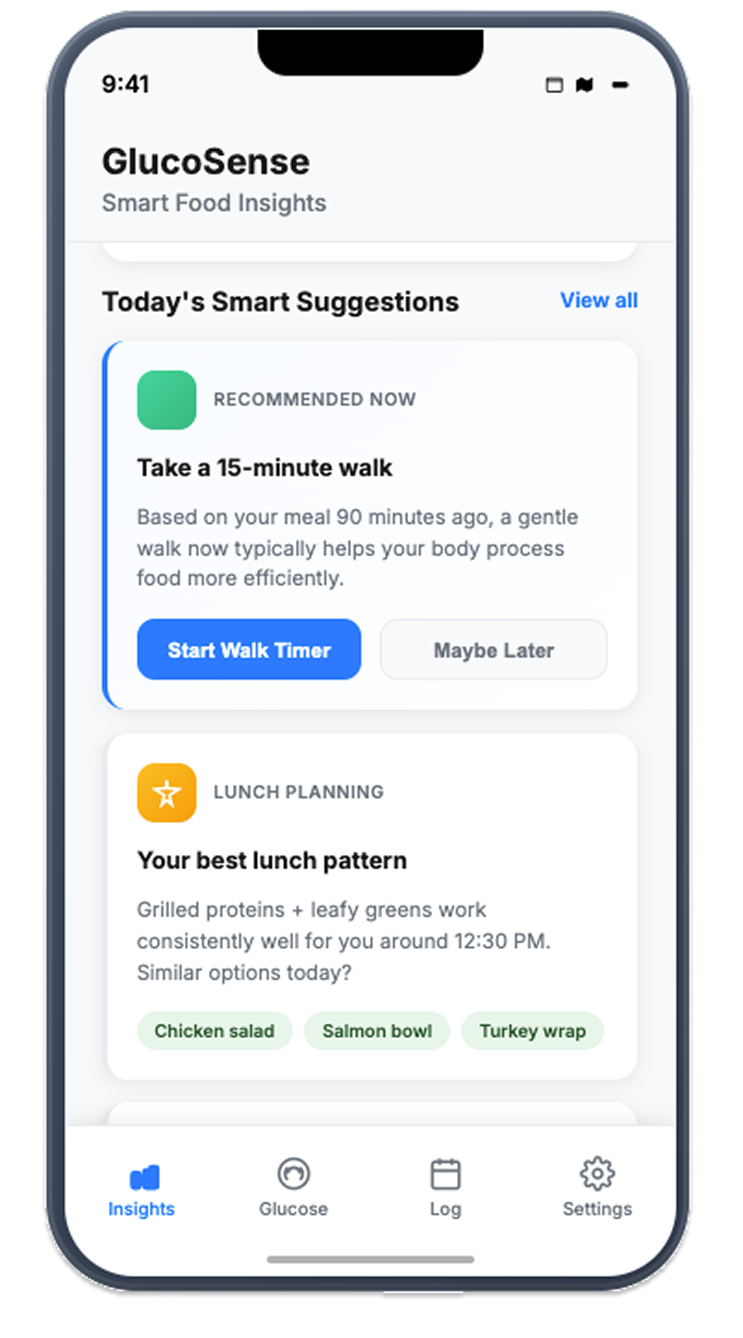 9:41
GlucoSense
Smart Food Insights
Today's Smart Suggestions
View all
RECOMMENDED NOW
Take a 15-minute walk
Based on your meal 90 minutes ago, a gentle
walk now typically helps your body process
food more efficiently.
Start Walk Timer
Maybe Later
LUNCH PLANNING
Your best lunch pattern
Grilled proteins + leafy greens work
consistently well for you around 12:30 PM.
Similar options today?
Chicken salad
Salmon bowl
Turkey wrap
Insights
Glucose
Log
Settings